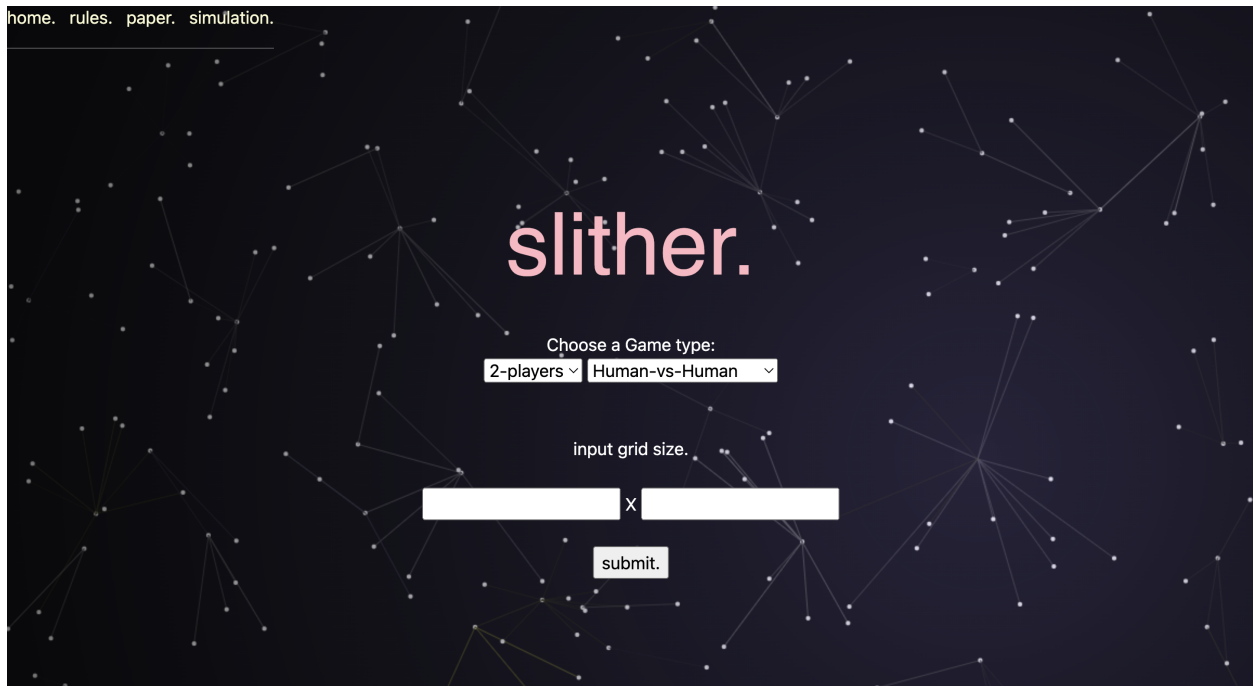 home. rules. paper. simulation.
slither.
Choose a Game type:
2-players Human-vs-Human
input grid size.
X
submit.